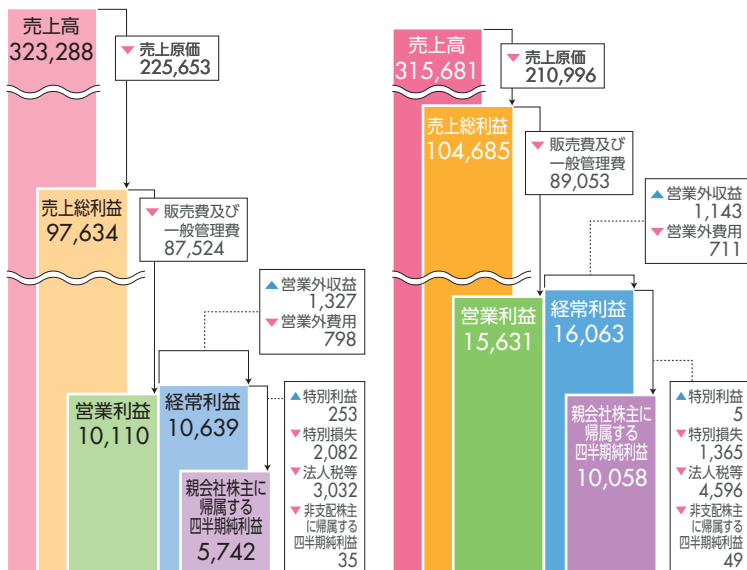 売上高
323,288
▼ 売上原価
225,653
売上総利益
97,634
▼ 販売費及び
一般管理費
87,524
▲ 営業外収益
1,327
▼ 営業外費用
798
営業利益
10,110
経常利益
10,639
▲ 特別利益
253
▼ 特別損失
2,082
▼ 法人税等
3,032
▼ 非支配株主
に帰属する
四半期純利益
35
親会社株主に
帰属する
四半期純利益
5,742
売上高
315,681
▼ 売上原価
210,996
売上総利益
104,685
▼ 販売費及び
一般管理費
89,053
▲ 営業外収益
1,143
▼ 営業外費用
711
営業利益
15,631
経常利益
16,063
▲ 特別利益
5
▼ 特別損失
1,365
▼ 法人税等
4,596
▼ 非支配株主
に帰属する
四半期純利益
49
親会社株主に
帰属する
四半期純利益
10,058